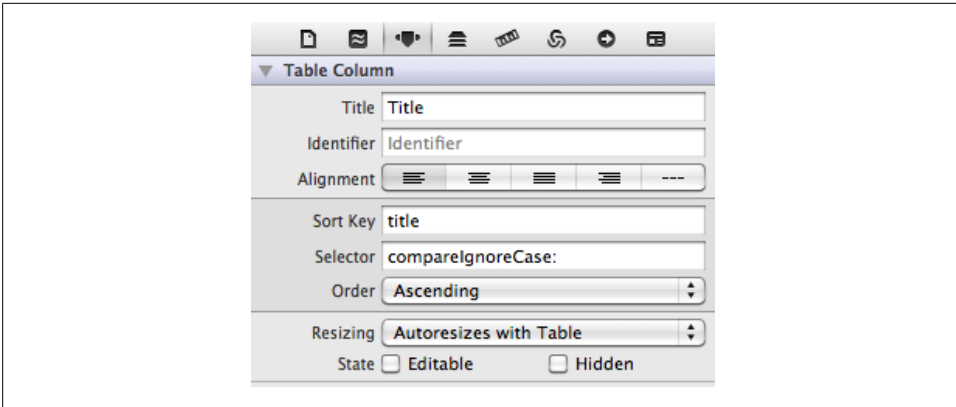 Table Column
Title Title
Identifier Identifier
Alignment ---
Sort Key title
Selector compareIgnoreCase:
Order Ascending
Resizing Autoresizes with Table
State Editable Hidden